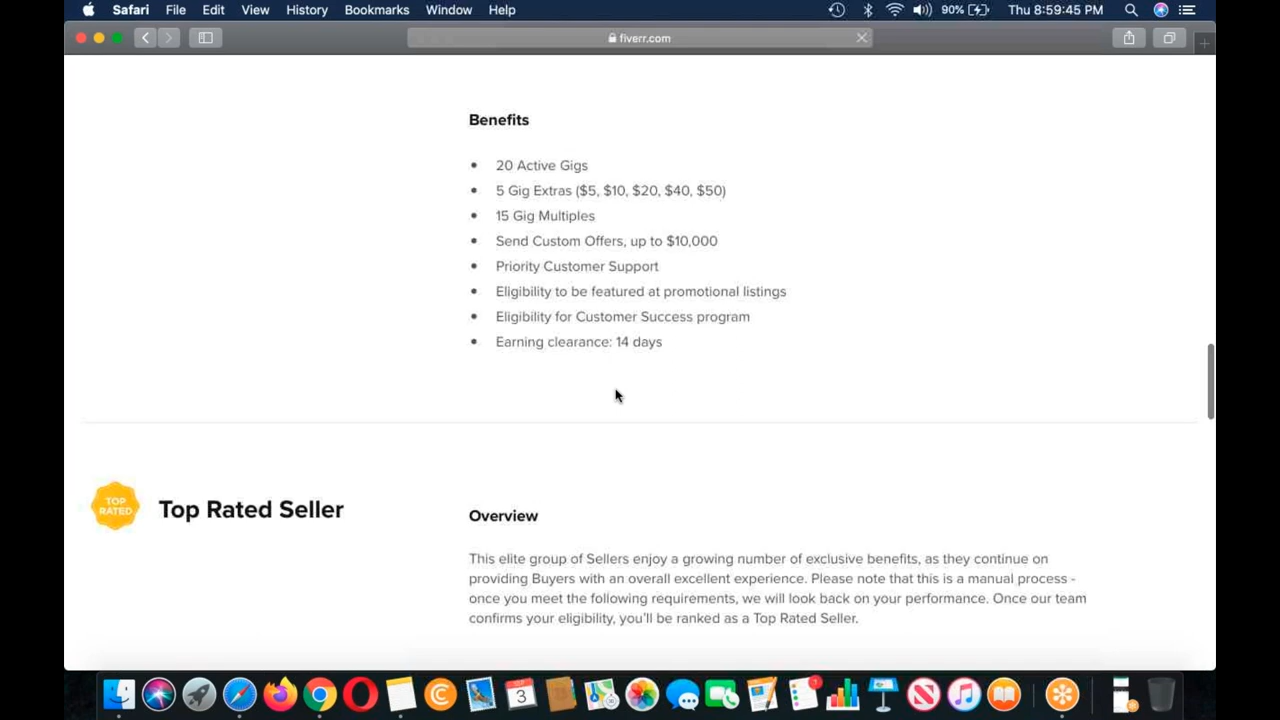 Safari File Edit View History Bookmarks Window Help 90% Thu 8:59:45 PM
fiverr.com
Benefits
20 Active Gigs
5 Gig Extras ($5, $10, $20, $40, $50)
15 Gig Multiples
Send Custom Offers, up to $10,000
Priority Customer Support
Eligibility to be featured at promotional listings
Eligibility for Customer Success program
Earning clearance: 14 days
TOP
RATED
Top Rated Seller
Overview
This elite group of Sellers enjoy a growing number of exclusive benefits, as they continue on
providing Buyers with an overall excellent experience. Please note that this is a manual process -
once you meet the following requirements, we will look back on your performance. Once our team
confirms your eligibility, you'll be ranked as a Top Rated Seller.
3